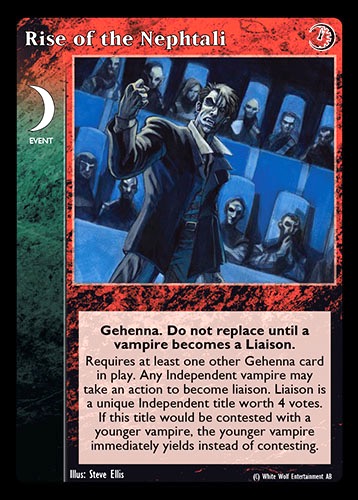 Rise of the Nephtali
EVENT
Gehenna. Do not replace until a
vampire becomes a Liaison.
Requires at least one other Gehenna card
in play. Any Independent vampire may
take an action to become liaison. Liaison is
a unique Independent title worth 4 votes.
If this title would be contested with a
younger vampire, the younger vampire
immediately yields instead of contesting.
Illus: Steve Ellis
(C) White Wolf Entertainment AB